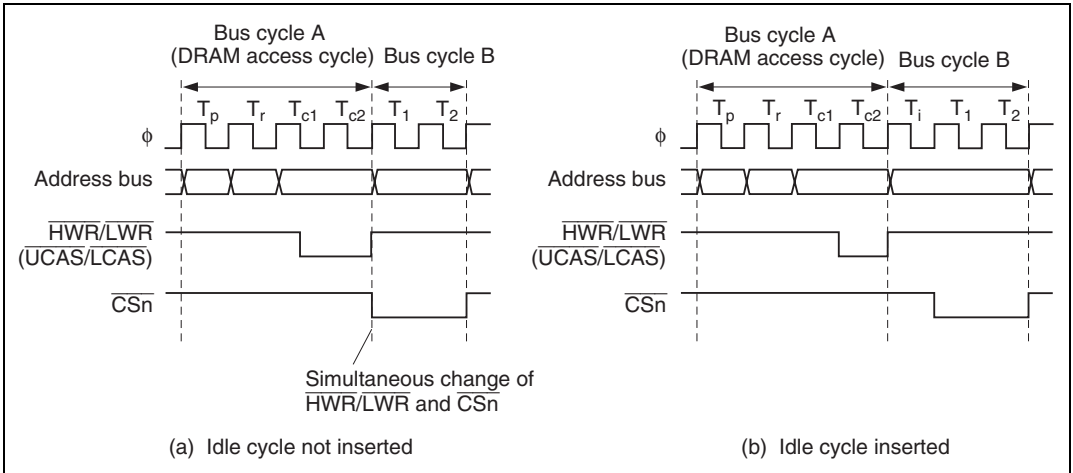 Bus cycle A
(DRAM access cycle) Bus cycle B
Tp Tr Tc1 Tc2 T1 T2
ϕ
Address bus
HWR/LWR
(UCAS/LCAS)
CSn
Simultaneous change of
HWR/LWR and CSn
(a) Idle cycle not inserted
Bus cycle A
(DRAM access cycle) Bus cycle B
Tp Tr Tc1 Tc2 Ti T1 T2
ϕ
Address bus
HWR/LWR
(UCAS/LCAS)
CSn
(b) Idle cycle inserted